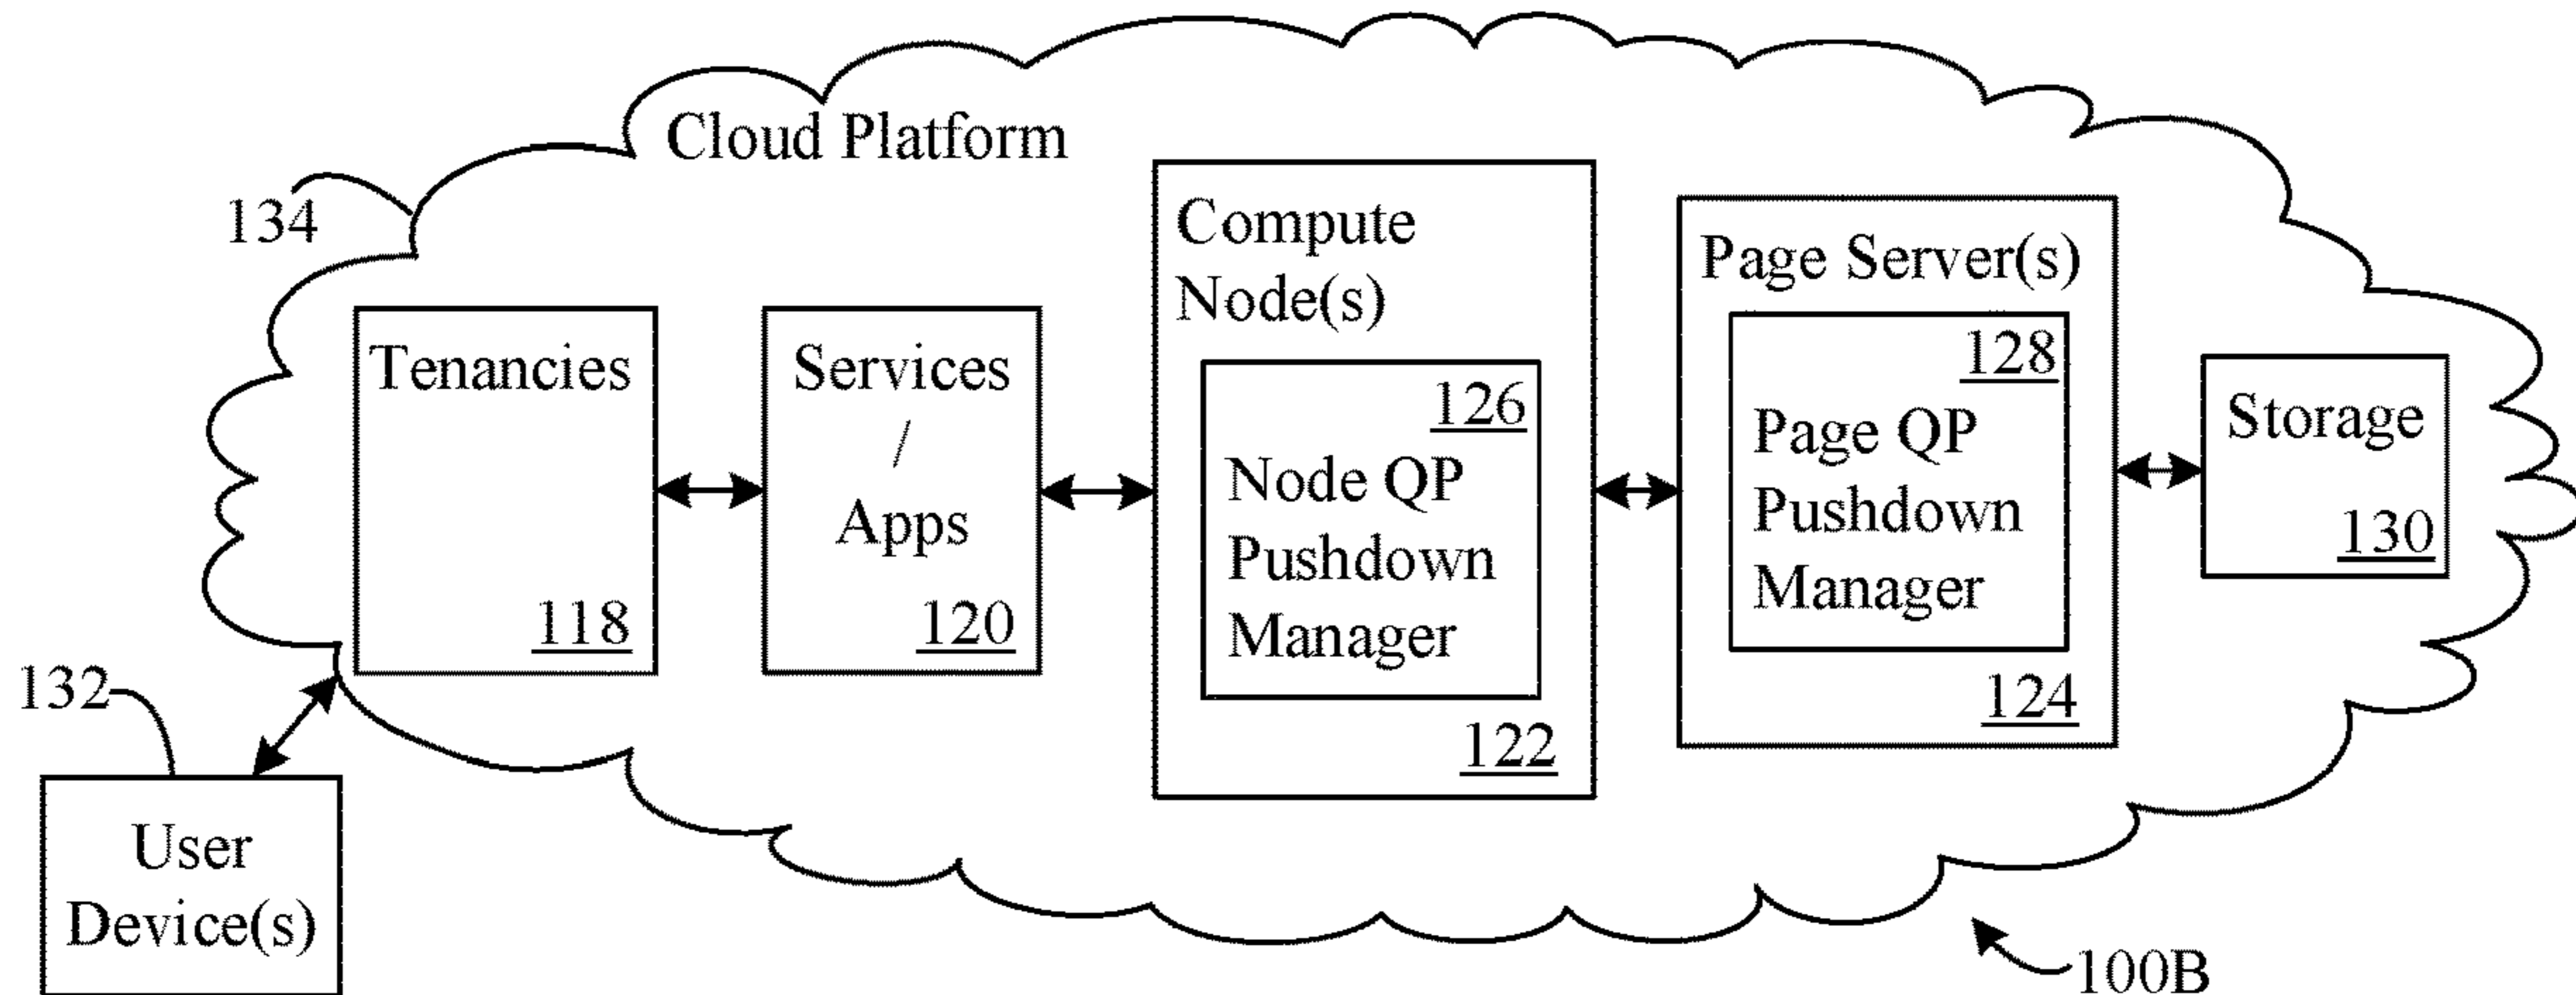 Cloud Platform
134
Tenancies
118
Services
/
Apps
120
Compute
Node(s)
126
Node QP
Pushdown
Manager
122
Page Server(s)
128
Page QP
Pushdown
Manager
124
Storage
130
132
User
Device(s)
100B